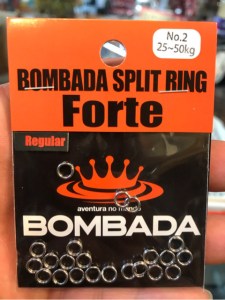 No.2
25~50kg
BOMBADA SPLIT RING
Forte
Regular
aventura no mundo
BOMBADA